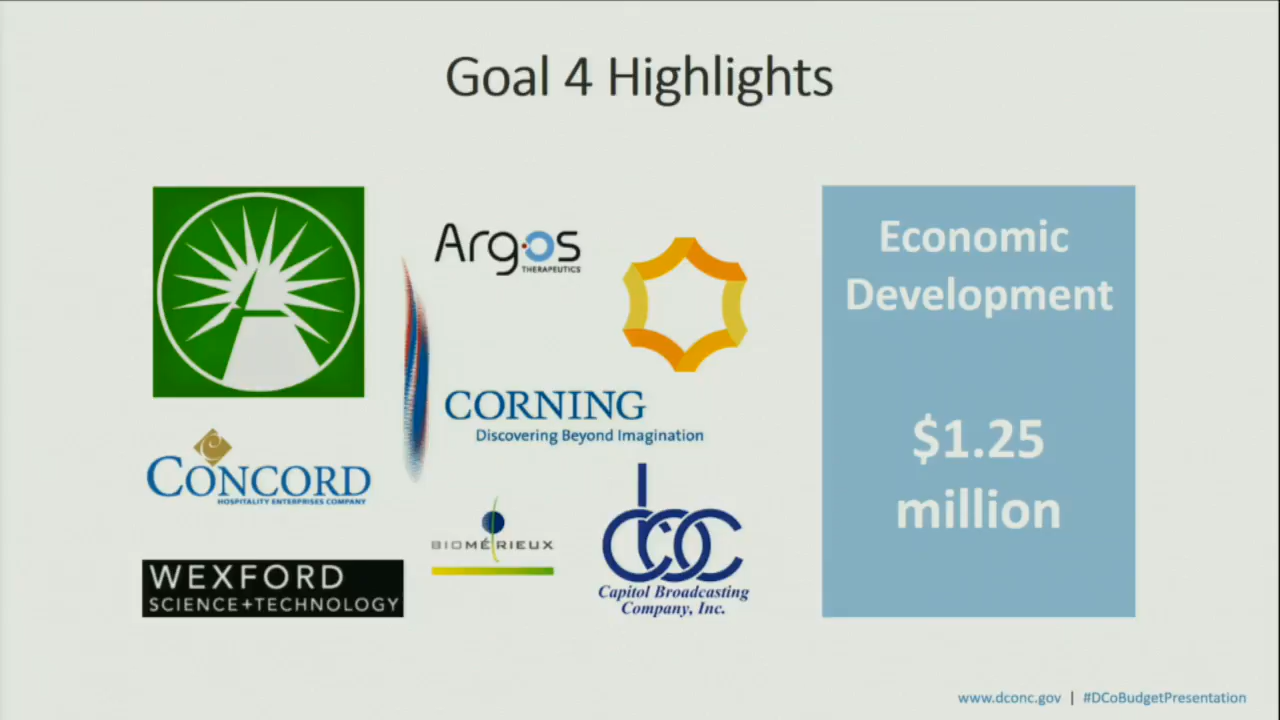 Goal 4 Highlights
Argos
THERAPEUTICS
CORNING
Discovering Beyond Imagination
CONCORD
HOSPITALITY ENTERPRISES COMPANY
BIOMÉRIEUX
WEXFORD
SCIENCE+TECHNOLOGY
Capitol Broadcasting
Company, Inc.
Economic
Development
$1.25
million
www.dconc.gov | #DCoBudgetPresentation